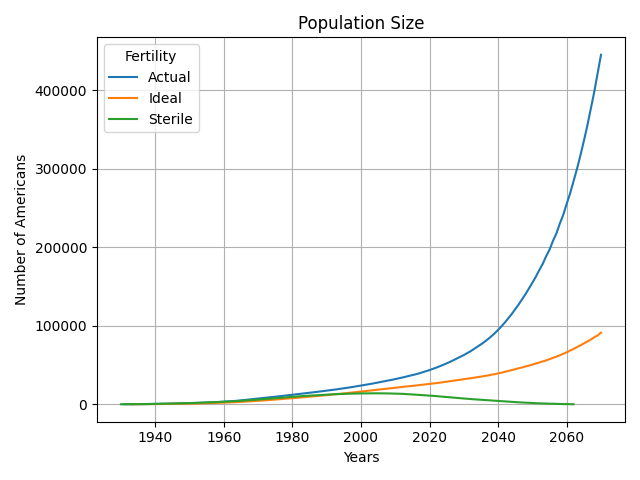 Population Size
Fertility
Actual
Ideal
Sterile
Number of Americans
400000
300000
200000
100000
0
1940 1960 1980 2000 2020 2040 2060
Years